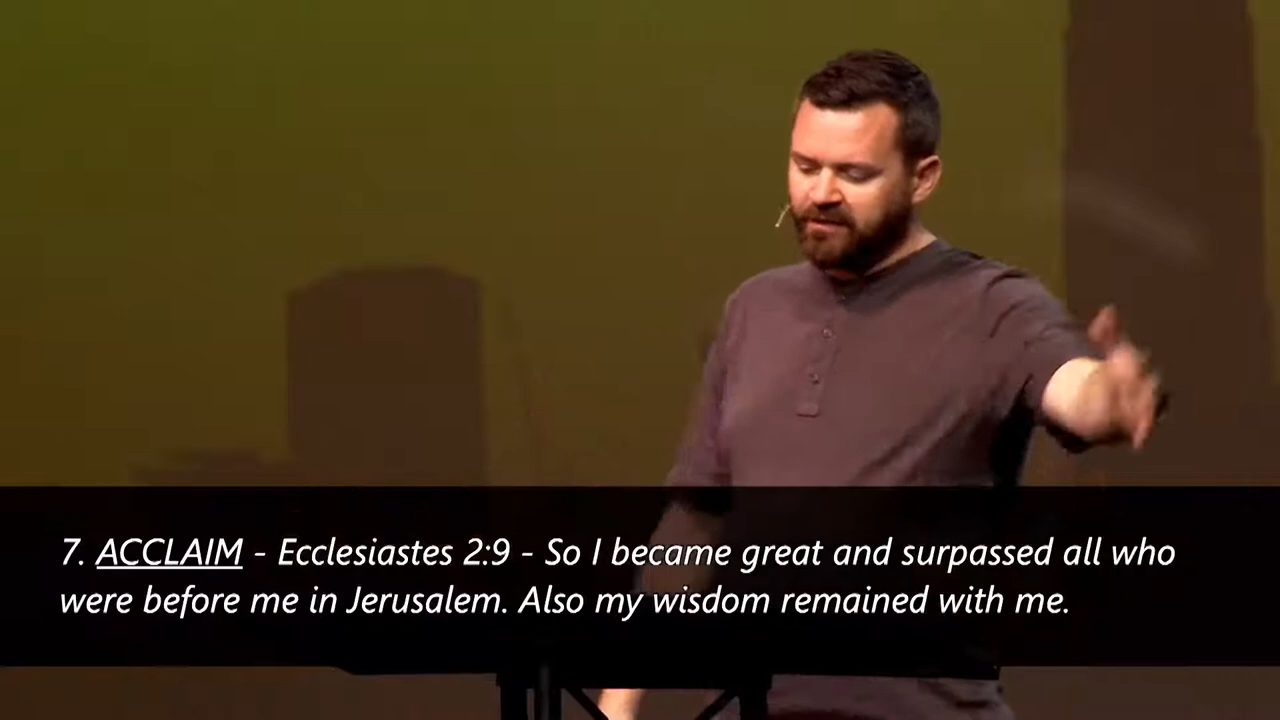 7. ACCLAIM - Ecclesiastes 2:9 - So I became great and surpassed all who
were before me in Jerusalem. Also my wisdom remained with me.